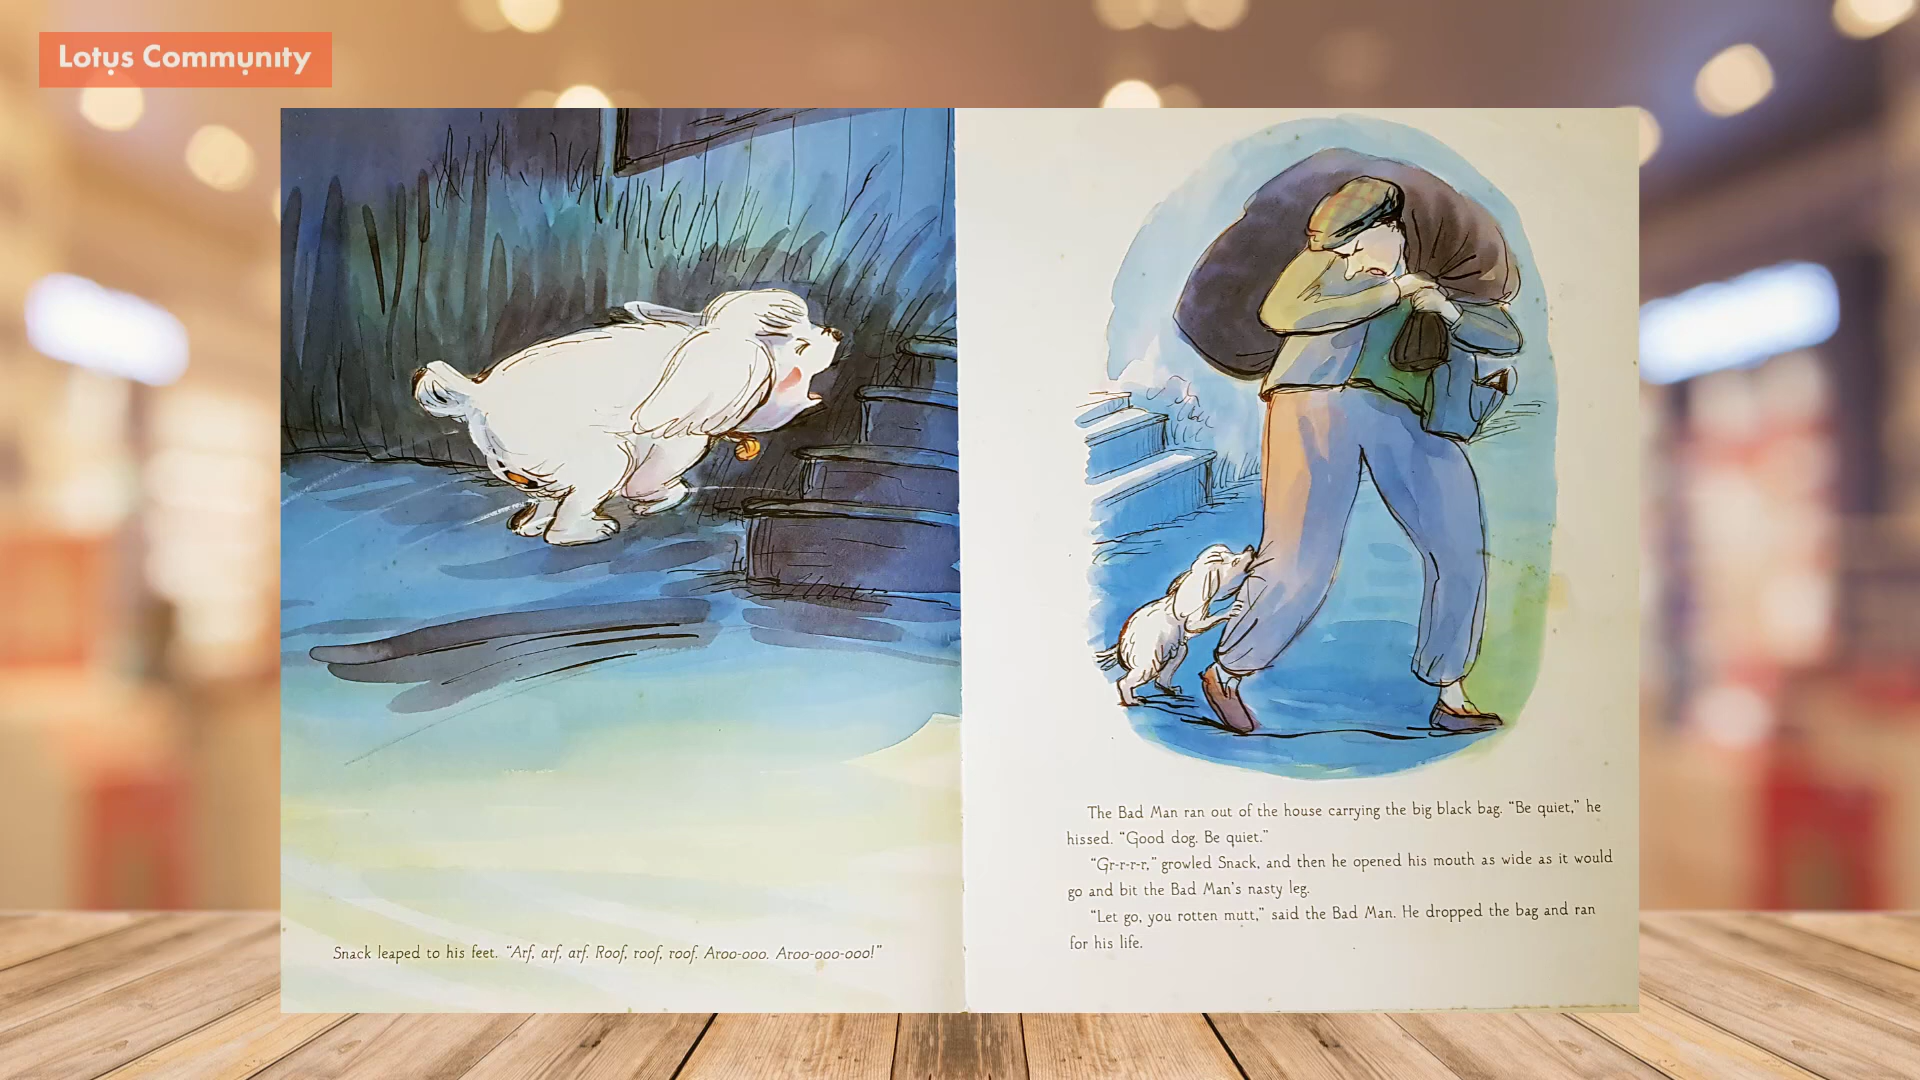 Lotus Community
Snack leaped to his feet. “Arf, arf, arf. Roof, roof, roof. Aroo-ooo. Aroo-ooo-ooo!”
The Bad Man ran out of the house carrying the big black bag. “Be quiet,” he
hissed. “Good dog. Be quiet.”
“Gr-r-r-r,” growled Snack, and then he opened his mouth as wide as it would
go and bit the Bad Man’s nasty leg.
“Let go, you rotten mutt,” said the Bad Man. He dropped the bag and ran
for his life.